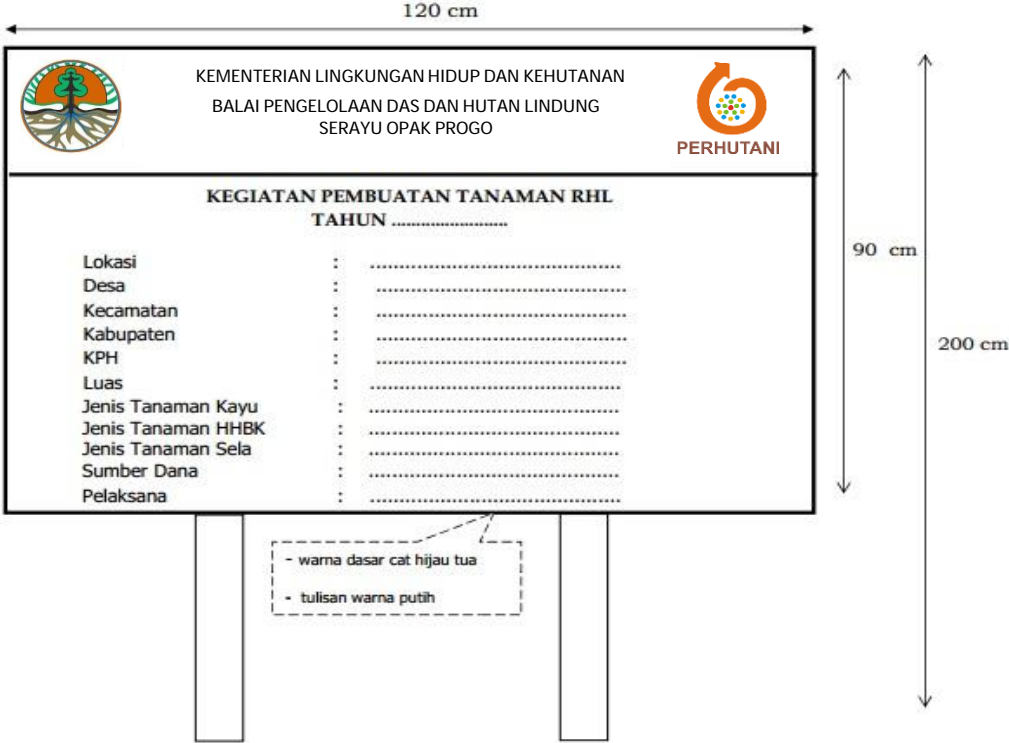 120 cm
KEMENTERIAN LINGKUNGAN HIDUP DAN KEHUTANAN
BALAI PENGELOLAAN DAS DAN HUTAN LINDUNG
SERAYU OPAK PROGO
PERHUTANI
KEGIATAN PEMBUATAN TANAMAN RHL
TAHUN ........................
Lokasi : ...........................................
Desa : ...........................................
Kecamatan : ...........................................
Kabupaten : ...........................................
KPH : ...........................................
Luas : ...........................................
Jenis Tanaman Kayu : ...........................................
Jenis Tanaman HHBK : ...........................................
Jenis Tanaman Sela : ...........................................
Sumber Dana : ...........................................
Pelaksana : ...........................................
90 cm
200 cm
- warna dasar cat hijau tua
- tulisan warna putih